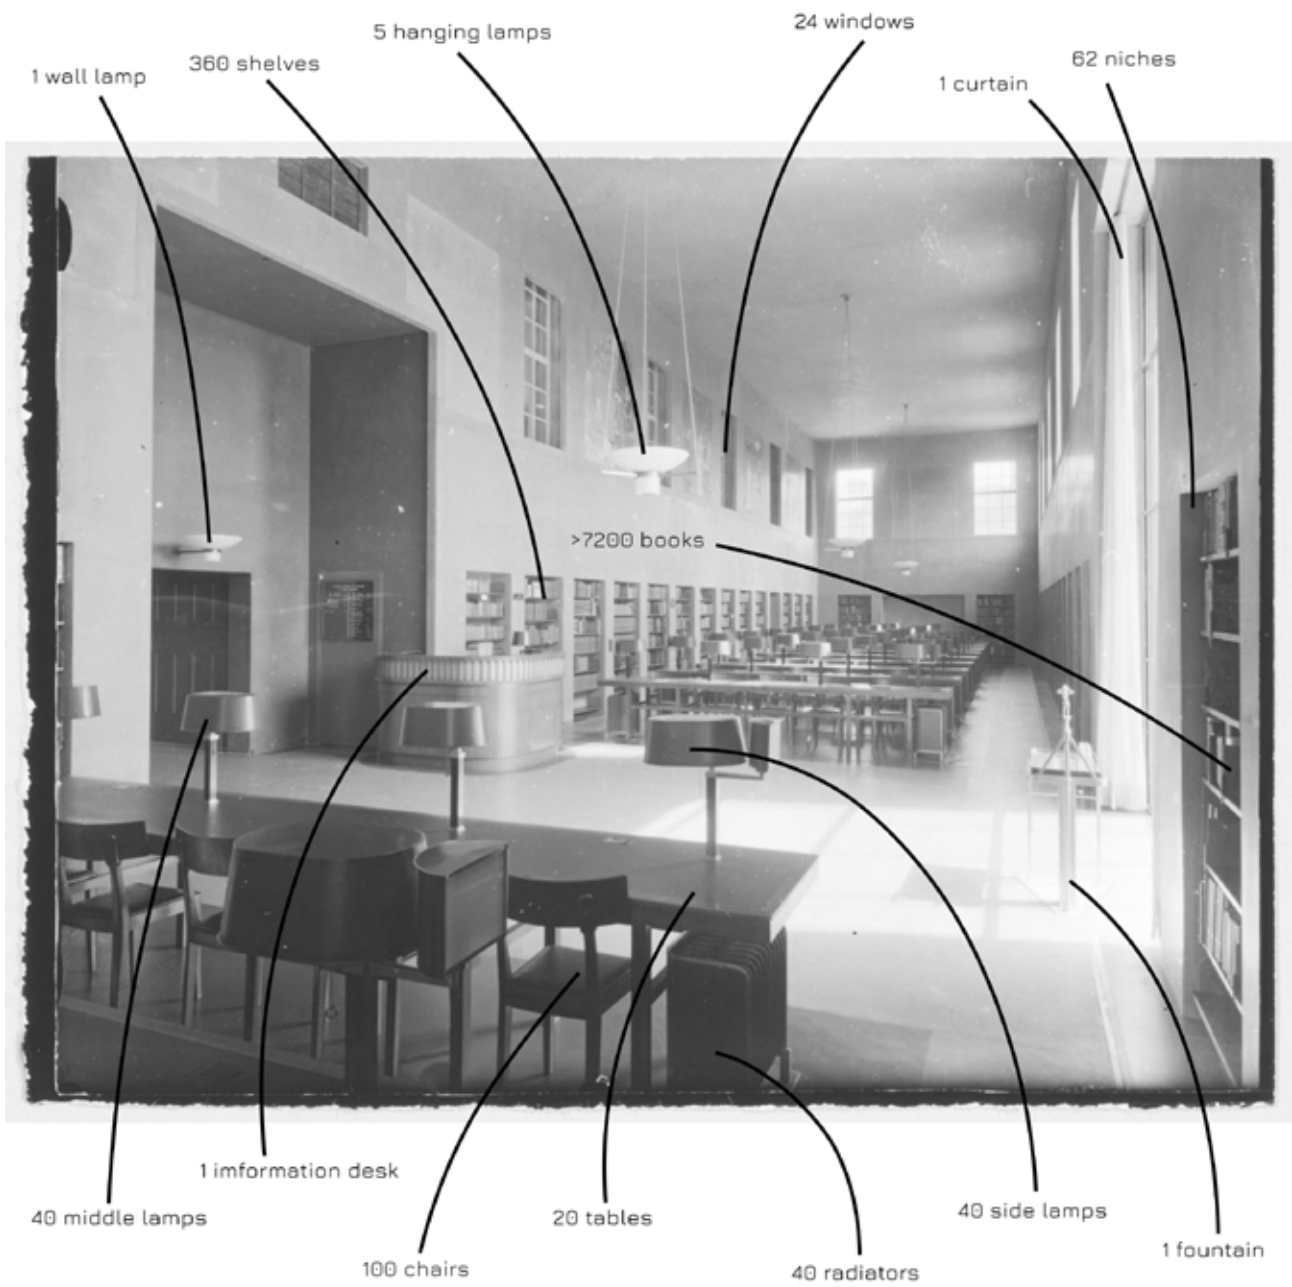 5 hanging lamps
24 windows
1 wall lamp
360 shelves
1 curtain
62 niches
>7200 books
1 imformation desk
40 middle lamps
20 tables
40 side lamps
100 chairs
40 radiators
1 fountain